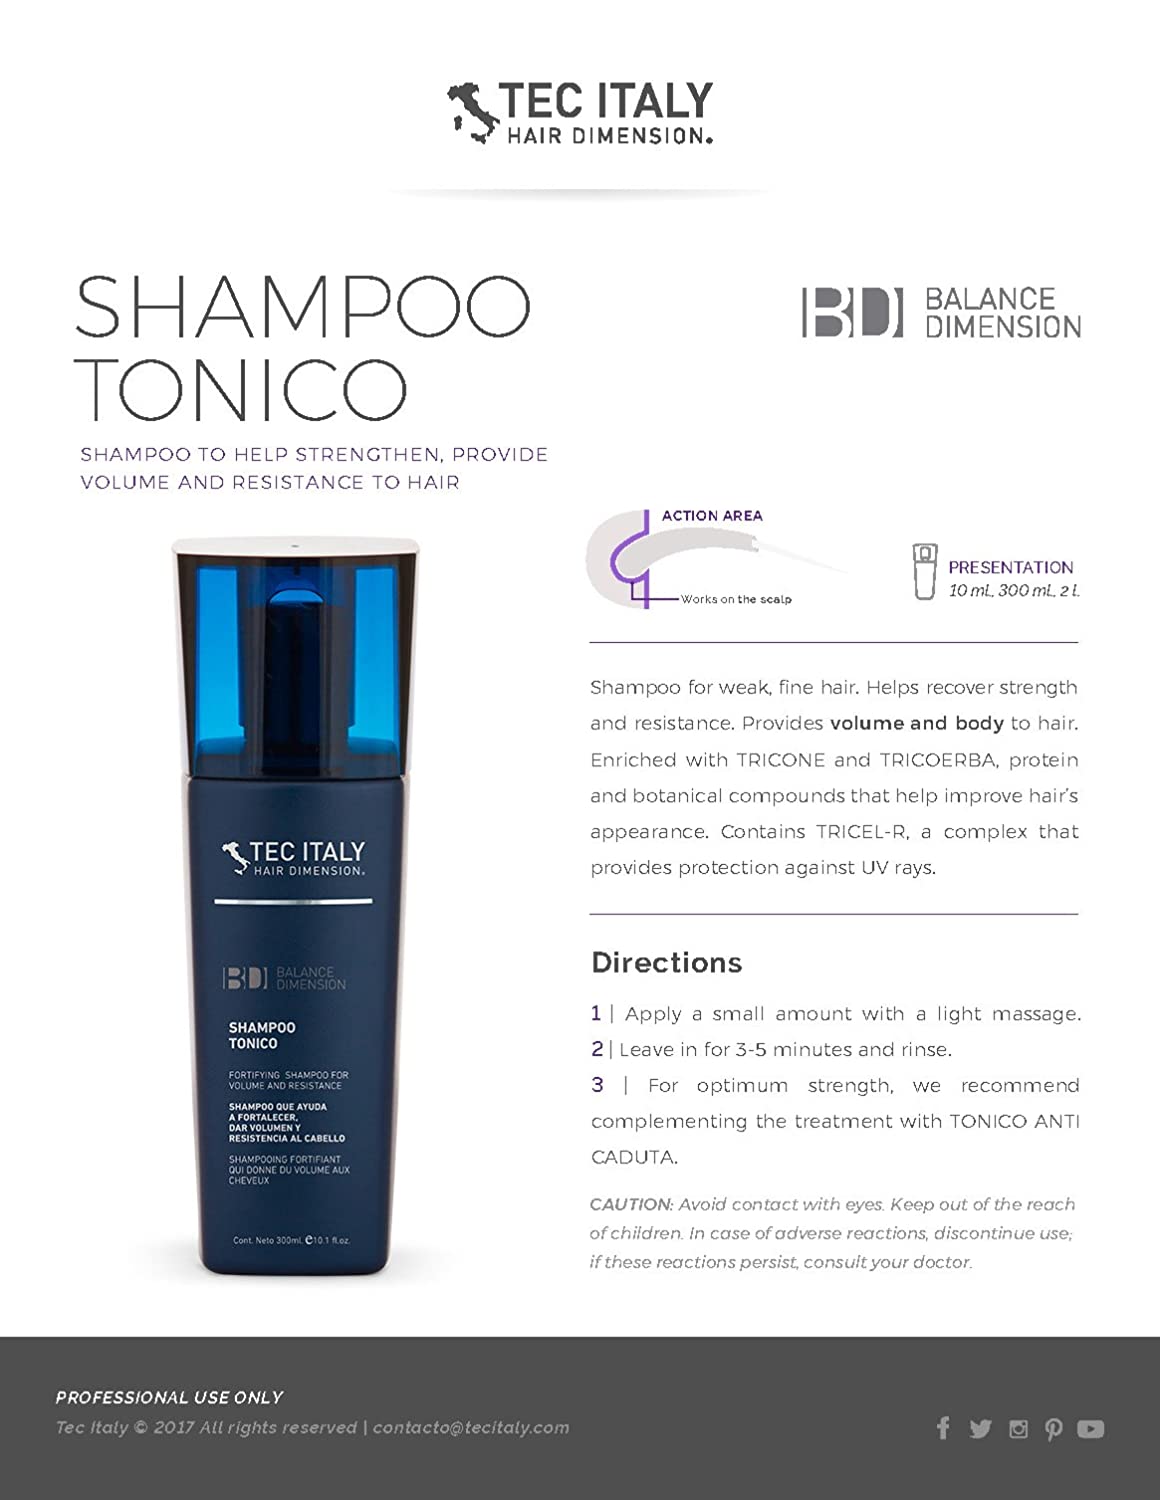 TEC ITALY
HAIR DIMENSION.
SHAMPOO
TONICO
SHAMPOO TO HELP STRENGTHEN, PROVIDE
VOLUME AND RESISTANCE TO HAIR
BD BALANCE
DIMENSION
ACTION AREA
Works on the scalp
PRESENTATION
10 mL, 300 mL, 2 l.
Shampoo for weak, fine hair. Helps recover strength
and resistance. Provides volume and body to hair.
Enriched with TRICONE and TRICOERBA, protein
and botanical compounds that help improve hair's
appearance. Contains TRICEL-R, a complex that
provides protection against UV rays.
Directions
1 | Apply a small amount with a light massage.
2 | Leave in for 3-5 minutes and rinse.
3 | For optimum strength, we recommend
complementing the treatment with TONICO ANTI
CADUTA.
CAUTION: Avoid contact with eyes. Keep out of the reach
of children. In case of adverse reactions, discontinue use;
if these reactions persist, consult your doctor.
TEC ITALY
HAIR DIMENSION.
BD BALANCE
DIMENSION
SHAMPOO
TONICO
FORTIFYING SHAMPOO FOR
VOLUME AND RESISTANCE
SHAMPOO QUE AYUDA
A FORTALECER,
DAR VOLUMEN Y
RESISTENCIA AL CABELLO
SHAMPOOING FORTIFIANT
QUI DONNE DU VOLUME AUX
CHEVEUX
Cont. Neto 300mL. ℮10.1 fl.oz.
PROFESSIONAL USE ONLY
Tec Italy © 2017 All rights reserved | contacto@tecitaly.com